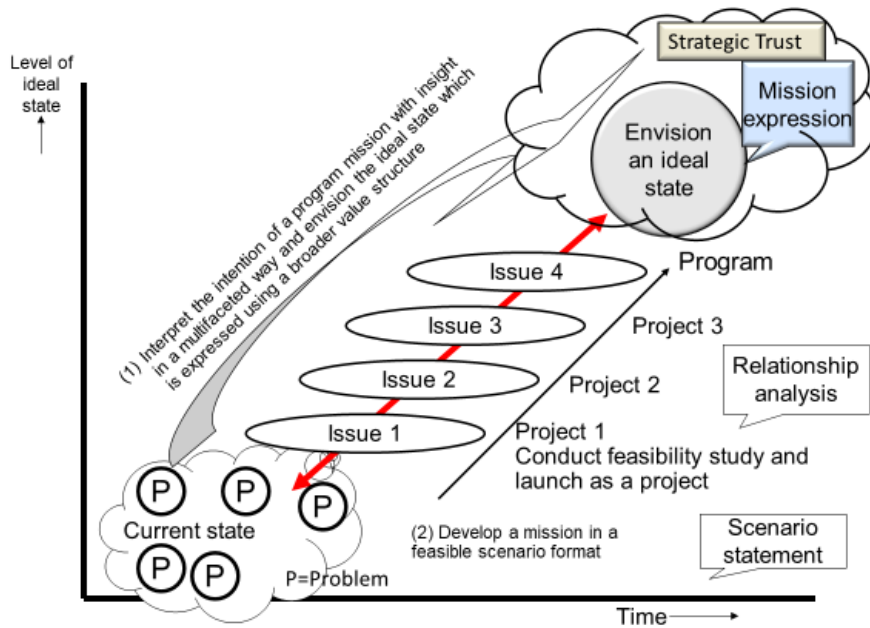 Level of
ideal
state
Strategic Trust
Mission
expression
Envision
an ideal
state
(1) Interpret the intention of a program mission with insight
in a multifaceted way and envision the ideal state which
is expressed using a broader value structure
Issue 4
Program
Issue 3
Project 3
Issue 2
Project 2
Relationship
analysis
Issue 1
Project 1
Conduct feasibility study and
launch as a project
P
P
P
Current state
(2) Develop a mission in a
feasible scenario format
Scenario
statement
P
P
P=Problem
Time